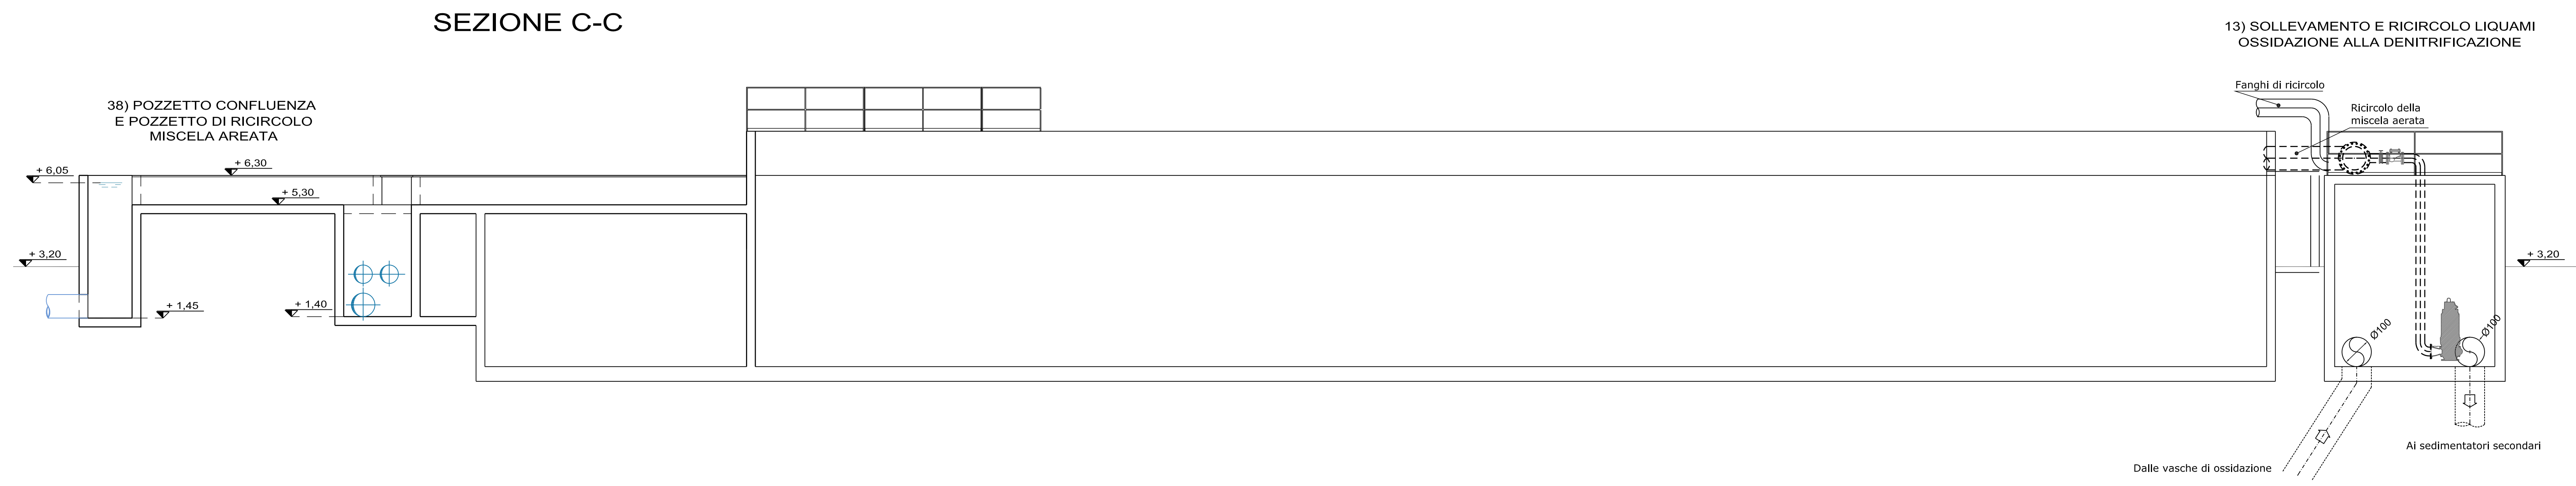 SEZIONE C-C
13) SOLLEVAMENTO E RICIRCOLO LIQUAMI
OSSIDAZIONE ALLA DENITRIFICAZIONE
38) POZZETTO CONFLUENZA
E POZZETTO DI RICIRCOLO
MISCELA AREATA
Fanghi di ricircolo
Ricircolo della
miscela aerata
+ 6,05
+ 6,30
+ 5,30
+ 3,20
+ 1,45
+ 1,40
+ 3,20
Ø100
Ø100
Ai sedimentatori secondari
Dalle vasche di ossidazione